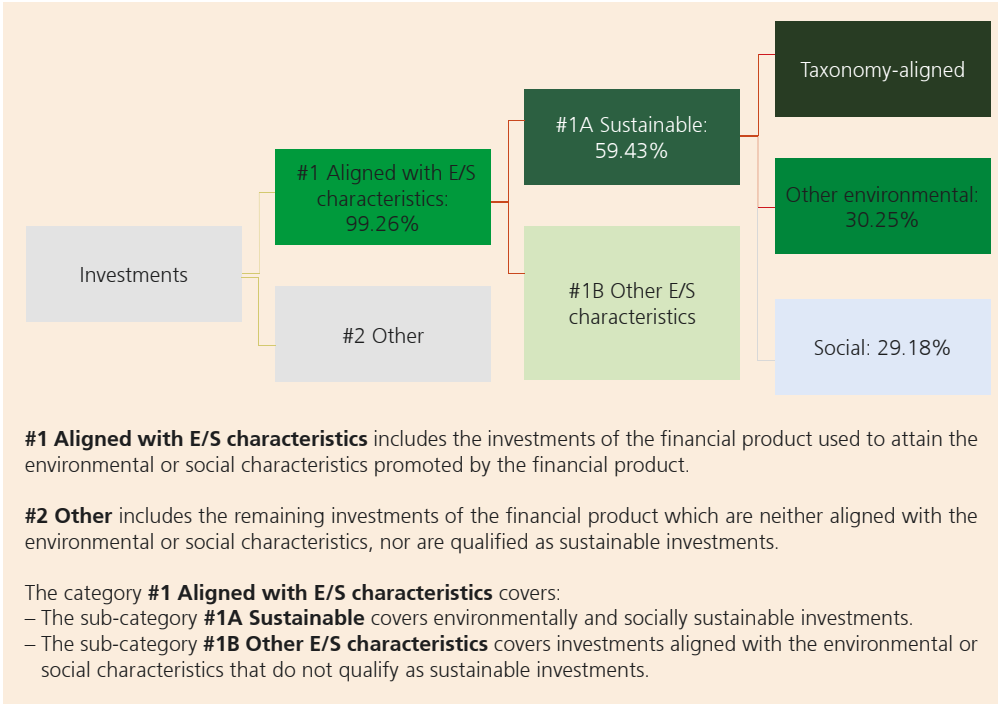 Taxonomy-aligned
#1A Sustainable:
59.43%
#1 Aligned with E/S
characteristics:
99.26%
Other environmental:
30.25%
Investments
#1B Other E/S
characteristics
#2 Other
Social: 29.18%
#1 Aligned with E/S characteristics includes the investments of the financial product used to attain the
environmental or social characteristics promoted by the financial product.
#2 Other includes the remaining investments of the financial product which are neither aligned with the
environmental or social characteristics, nor are qualified as sustainable investments.
The category #1 Aligned with E/S characteristics covers:
– The sub-category #1A Sustainable covers environmentally and socially sustainable investments.
– The sub-category #1B Other E/S characteristics covers investments aligned with the environmental or
social characteristics that do not qualify as sustainable investments.